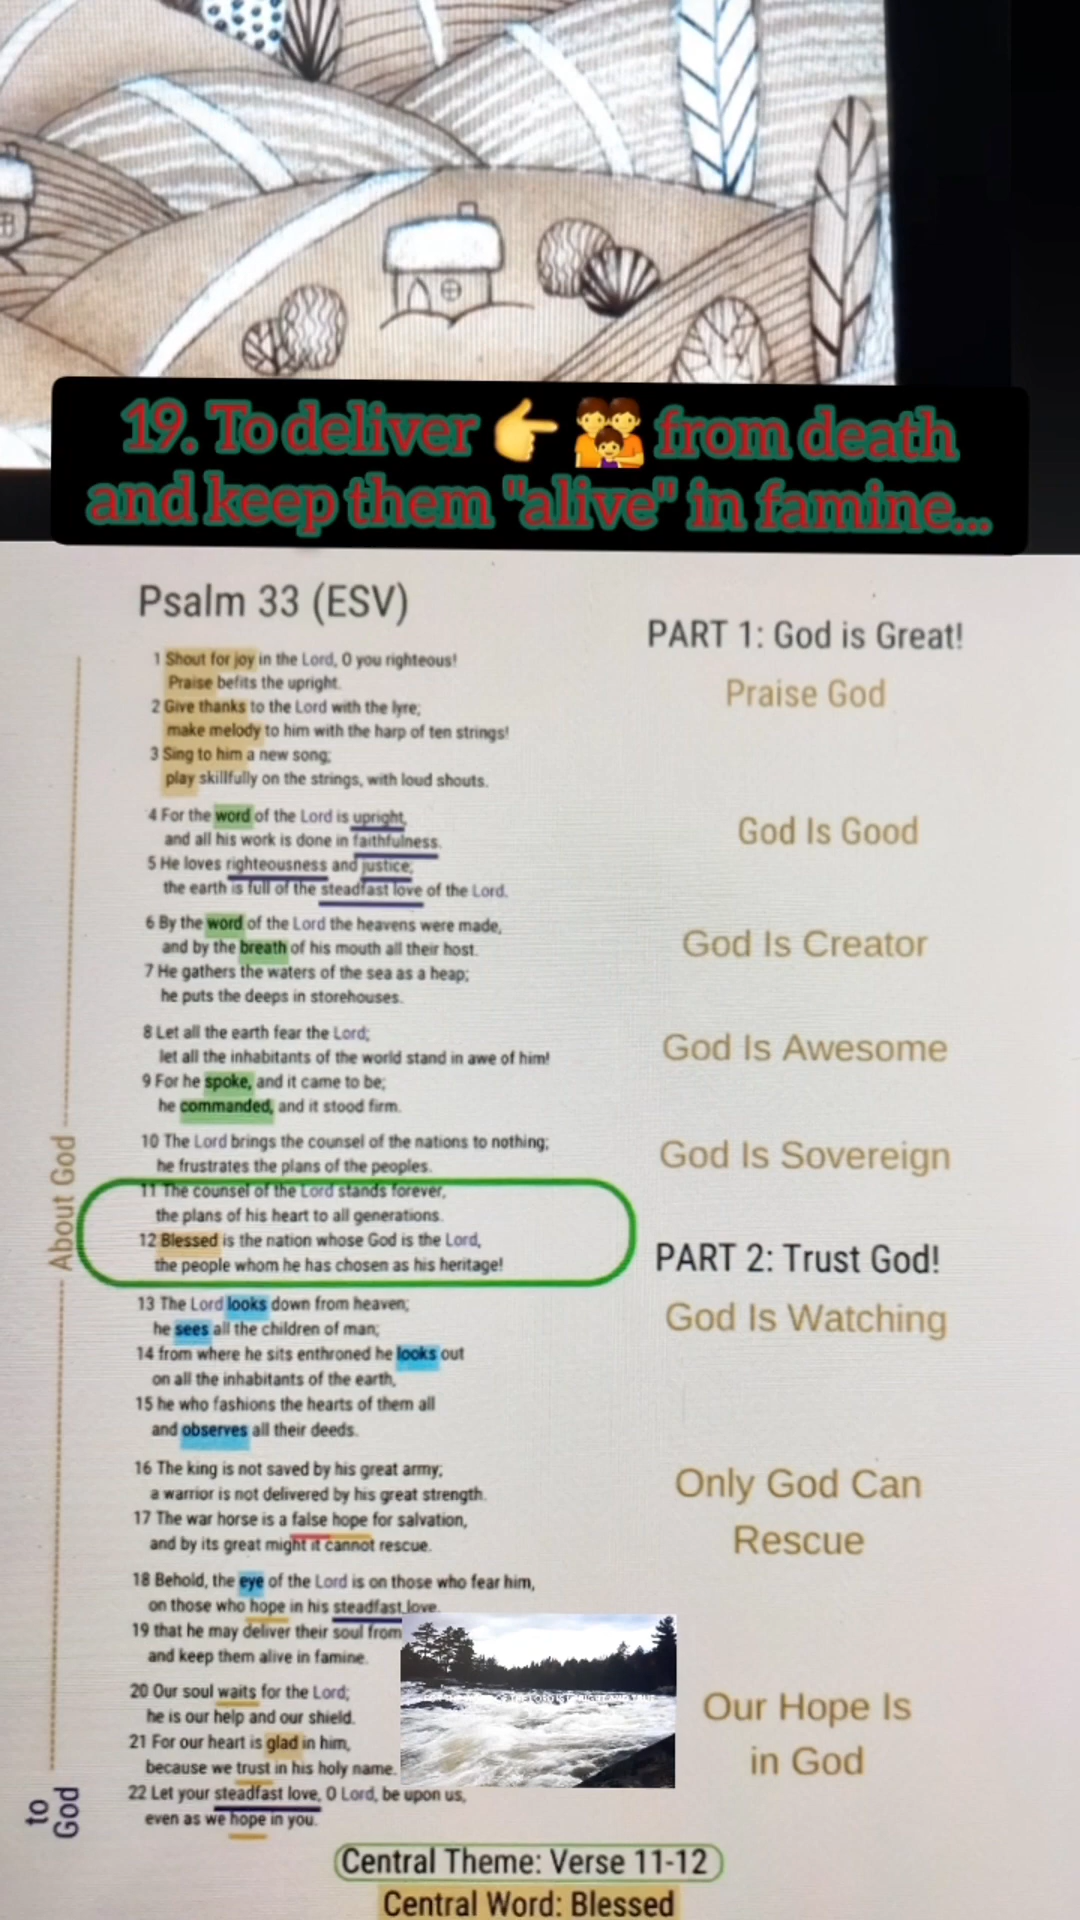 19. To deliver 👉 👨‍👩‍👦 from death
and keep them "alive" in famine...
Psalm 33 (ESV)
1 Shout for joy in the Lord, O you righteous!
Praise befits the upright.
2 Give thanks to the Lord with the lyre;
make melody to him with the harp of ten strings!
3 Sing to him a new song;
play skillfully on the strings, with loud shouts.
4 For the word of the Lord is upright,
and all his work is done in faithfulness.
5 He loves righteousness and justice;
the earth is full of the steadfast love of the Lord.
6 By the word of the Lord the heavens were made,
and by the breath of his mouth all their host.
7 He gathers the waters of the sea as a heap;
he puts the deeps in storehouses.
8 Let all the earth fear the Lord;
let all the inhabitants of the world stand in awe of him!
9 For he spoke, and it came to be;
he commanded, and it stood firm.
10 The Lord brings the counsel of the nations to nothing;
he frustrates the plans of the peoples.
11 The counsel of the Lord stands forever,
the plans of his heart to all generations.
12 Blessed is the nation whose God is the Lord,
the people whom he has chosen as his heritage!
13 The Lord looks down from heaven;
he sees all the children of man;
14 from where he sits enthroned he looks out
on all the inhabitants of the earth,
15 he who fashions the hearts of them all
and observes all their deeds.
16 The king is not saved by his great army;
a warrior is not delivered by his great strength.
17 The war horse is a false hope for salvation,
and by its great might it cannot rescue.
18 Behold, the eye of the Lord is on those who fear him,
on those who hope in his steadfast love.
19 that he may deliver their soul from
and keep them alive in famine.
20 Our soul waits for the Lord;
he is our help and our shield.
21 For our heart is glad in him,
because we trust in his holy name.
22 Let your steadfast love, O Lord, be upon us,
even as we hope in you.
About God
to
God
PART 1: God is Great!
Praise God
God Is Good
God Is Creator
God Is Awesome
God Is Sovereign
PART 2: Trust God!
God Is Watching
Only God Can
Rescue
Our Hope Is
in God
Central Theme: Verse 11-12
Central Word: Blessed